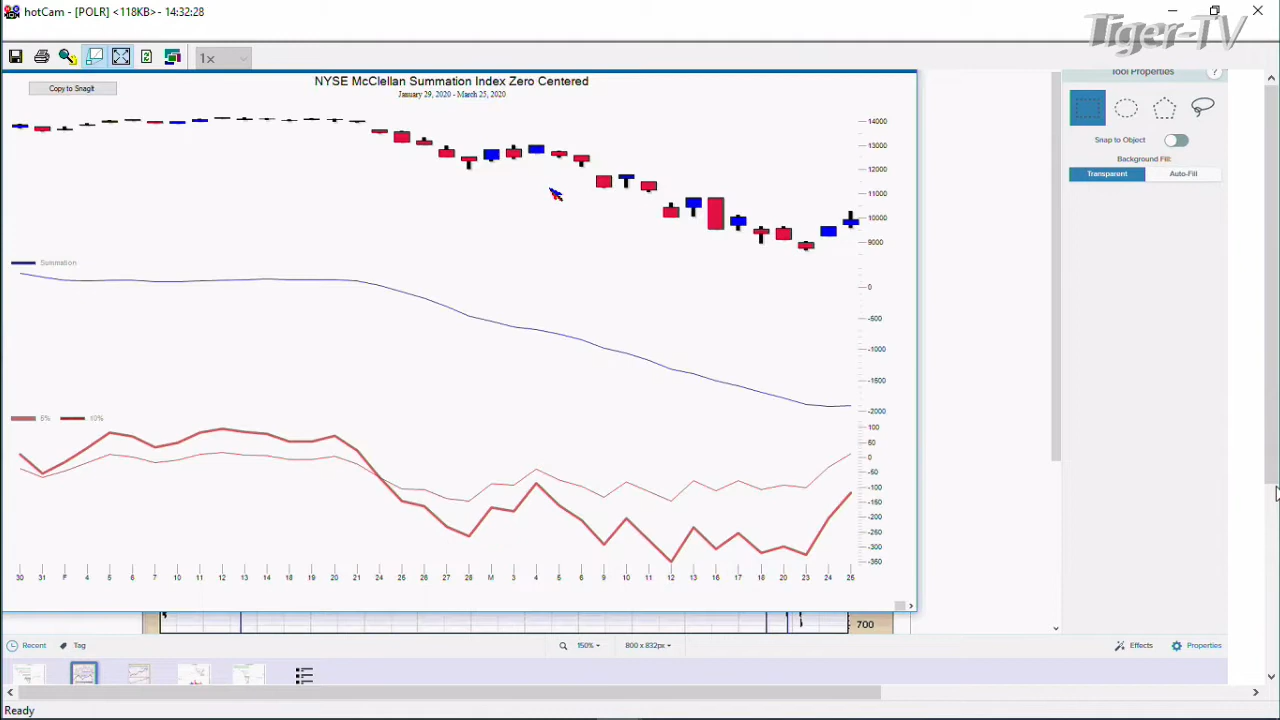 hotCam - [POLR] <118KB>- 14:32:28
Tiger-TV
1x
Tool Properties
?
Copy to Snagit
NYSE McClellan Summation Index Zero Centered
January 29, 2020 - March 25, 2020
Snap to Object
Background Fill:
Transparent
Auto-Fill
14000
13000
12000
11000
10000
9000
Summation
0
-500
-1000
-1500
-2000
5%
10%
100
50
0
-50
-100
-150
-200
-250
-300
-350
30 31 F 4 5 6 7 10 11 12 13 14 18 19 20 21 24 25 26 27 28 M 3 4 5 6 9 10 11 12 13 16 17 18 20 23 24 25
700
Recent
Tag
150%
800 x 832px
Effects
Properties
Ready